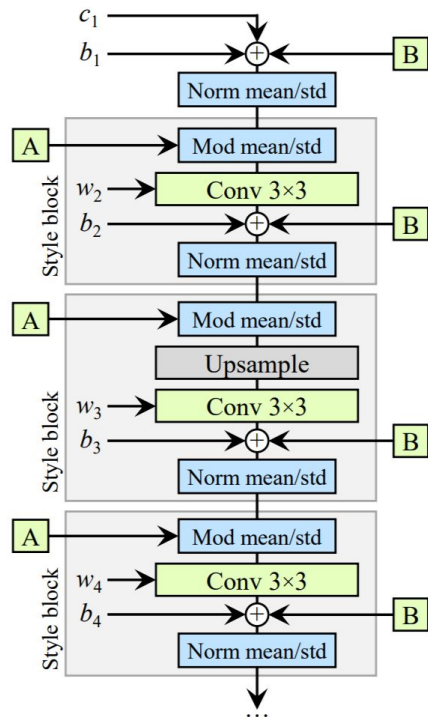 c₁
b₁ + B
Norm mean/std
A Mod mean/std
w₂ Conv 3×3
b₂ + B
Norm mean/std
Style block
A Mod mean/std
Upsample
w₃ Conv 3×3
b₃ + B
Norm mean/std
Style block
A Mod mean/std
w₄ Conv 3×3
b₄ + B
Norm mean/std
Style block
...